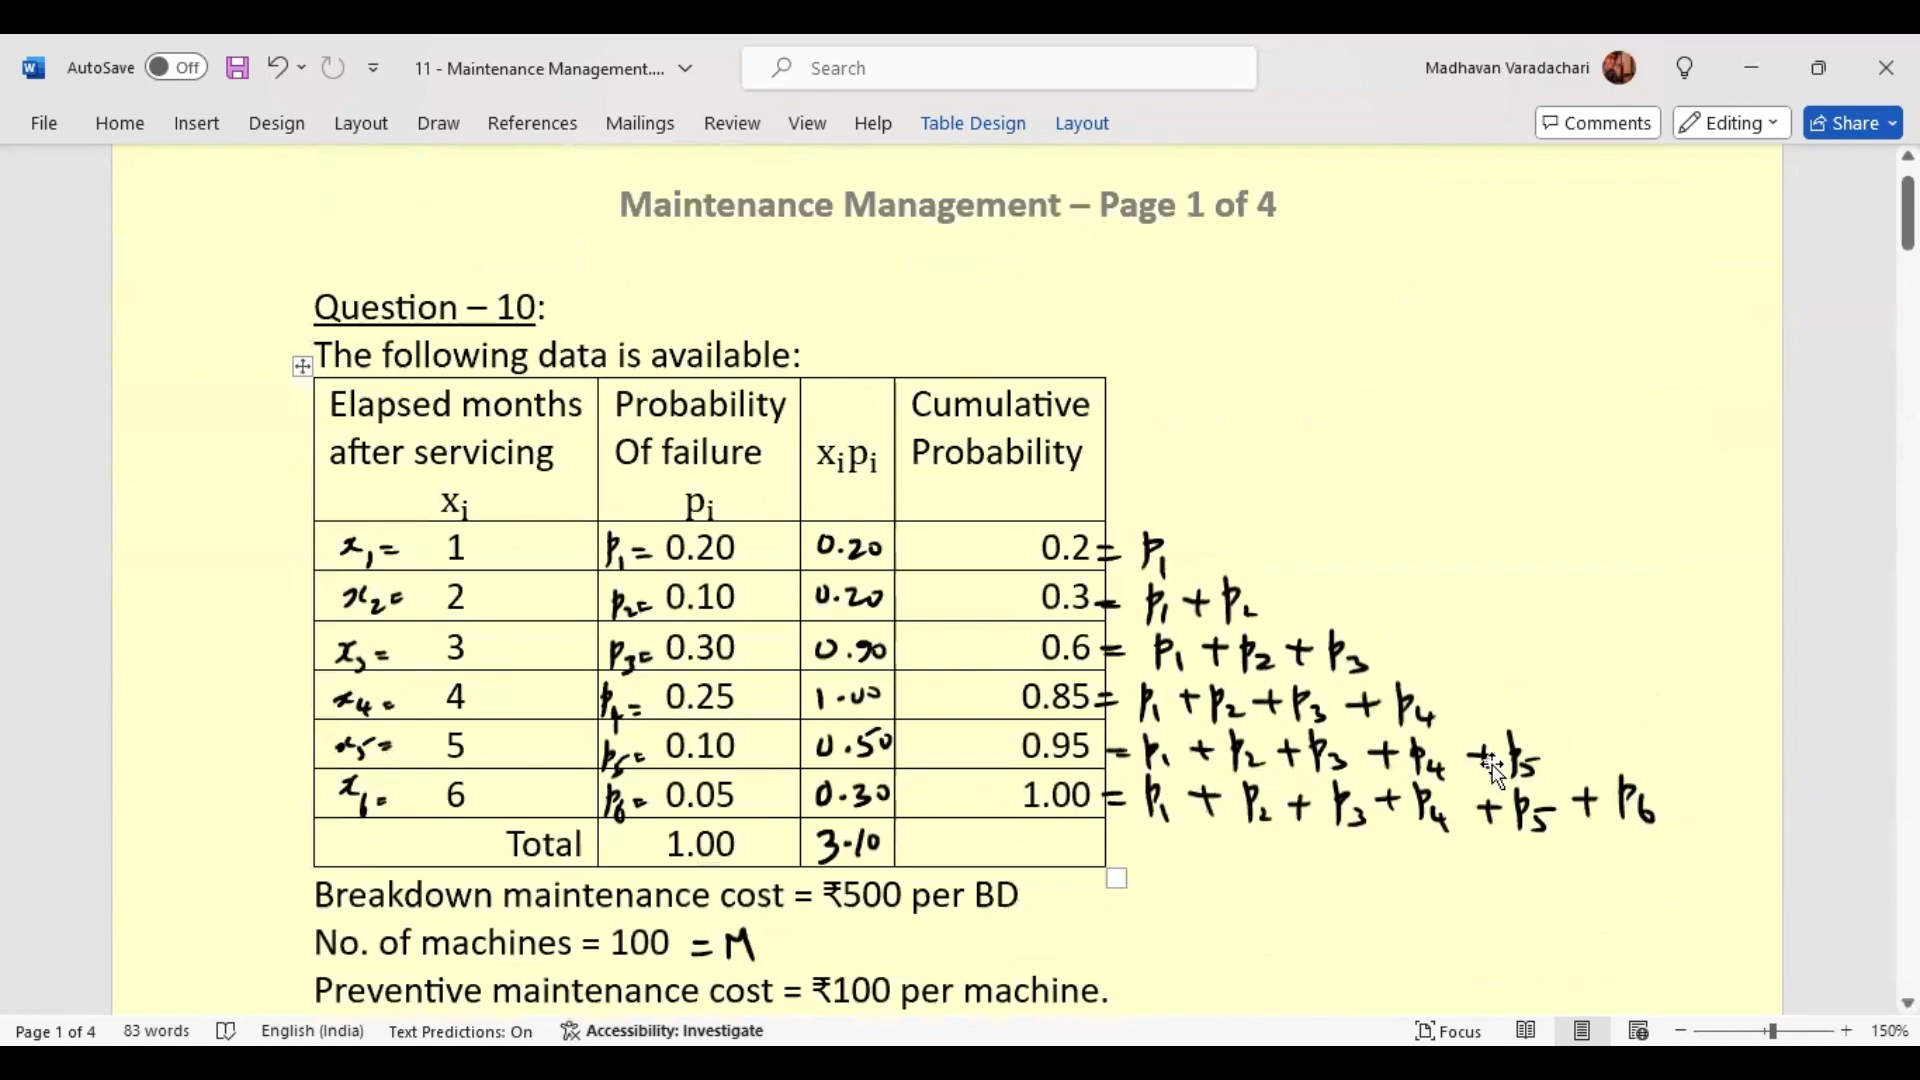 AutoSave Off 11 - Maintenance Management.... Search Madhavan Varadachari
File Home Insert Design Layout Draw References Mailings Review View Help Table Design Layout Comments Editing Share
Maintenance Management – Page 1 of 4
Question – 10:
The following data is available:
Elapsed months after servicing xi Probability Of failure pi xipi Cumulative Probability
x1 = 1 p1 = 0.20 0.20 0.2 = p1
x2 = 2 p2 = 0.10 0.20 0.3 = p1 + p2
x3 = 3 p3 = 0.30 0.90 0.6 = p1 + p2 + p3
x4 = 4 p4 = 0.25 1.00 0.85 = p1 + p2 + p3 + p4
x5 = 5 p5 = 0.10 0.50 0.95 = p1 + p2 + p3 + p4 + p5
x6 = 6 p6 = 0.05 0.30 1.00 = p1 + p2 + p3 + p4 + p5 + p6
Total 1.00 3.10
Breakdown maintenance cost = ₹500 per BD
No. of machines = 100 = M
Preventive maintenance cost = ₹100 per machine.
Page 1 of 4 83 words English (India) Text Predictions: On Accessibility: Investigate Focus 150%